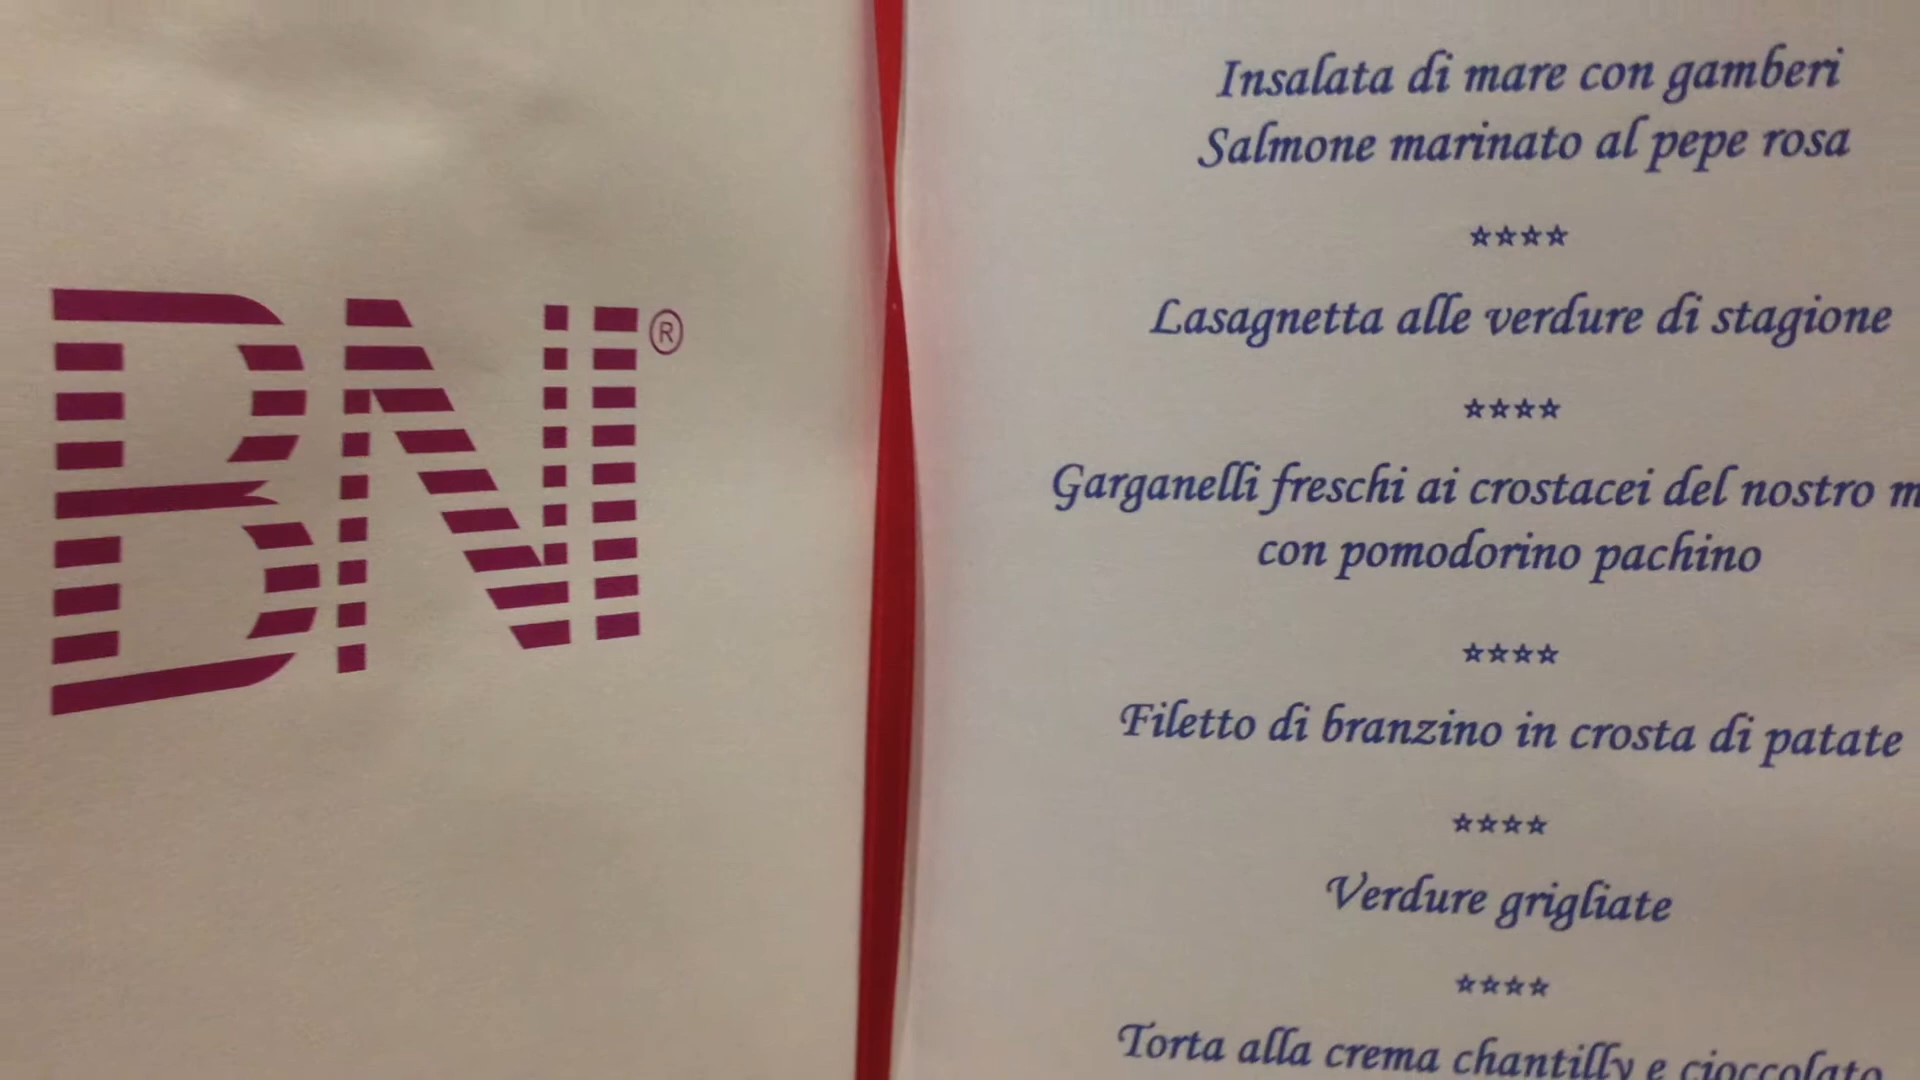 BNI®
Insalata di mare con gamberi
Salmone marinato al pepe rosa
****
Lasagnetta alle verdure di stagione
****
Garganelli freschi ai crostacei del nostro
con pomodorino pachino
****
Filetto di branzino in crosta di patate
****
Verdure grigliate
****
Torta alla crema chantilly e cioccolato